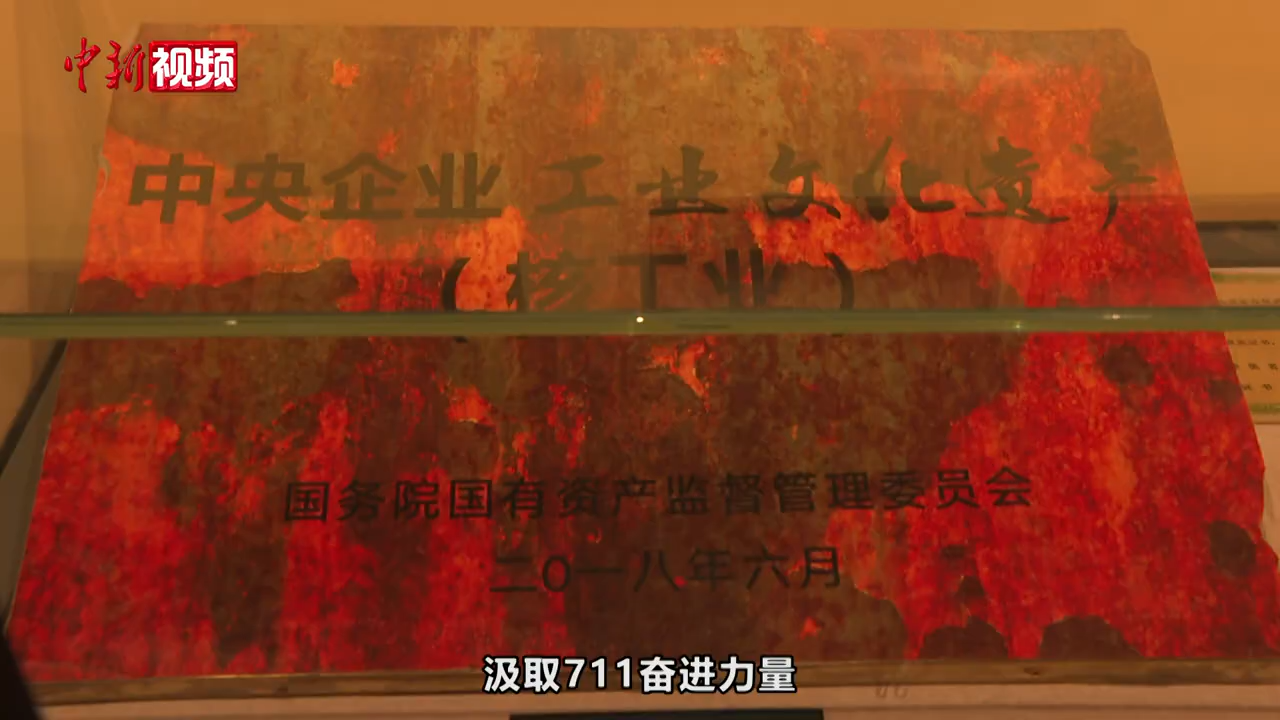 中新视频
中央企业工业文化遗产
（核工业）
国务院国有资产监督管理委员会
二O一八年六月
汲取711奋进力量